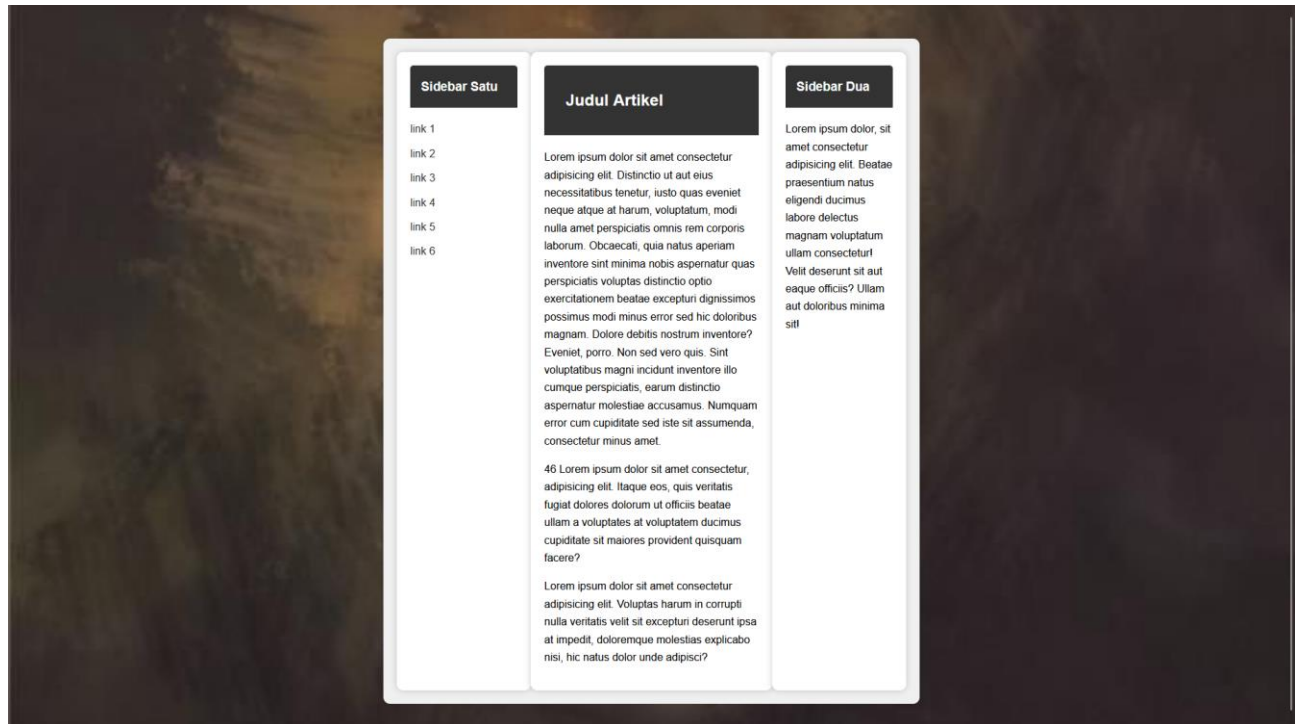 Sidebar Satu
link 1
link 2
link 3
link 4
link 5
link 6
Judul Artikel
Lorem ipsum dolor sit amet consectetur
adipisicing elit. Distinctio ut aut eius
necessitatibus tenetur, iusto quas eveniet
neque atque at harum, voluptatum, modi
nulla amet perspiciatis omnis rem corporis
laborum. Obcaecati, quia natus aperiam
inventore sint minima nobis aspernatur quas
perspiciatis voluptas distinctio optio
exercitationem beatae excepturi dignissimos
possimus modi minus error sed hic doloribus
magnam. Dolore debitis nostrum inventore?
Eveniet, porro. Non sed vero quis. Sint
voluptatibus magni incidunt inventore illo
cumque perspiciatis, earum distinctio
aspernatur molestiae accusamus. Numquam
error cum cupiditate sed iste sit assumenda,
consectetur minus amet.
46 Lorem ipsum dolor sit amet consectetur,
adipisicing elit. Itaque eos, quis veritatis
fugiat dolores dolorum ut officiis beatae
ullam a voluptates at voluptatem ducimus
cupiditate sit maiores provident quisquam
facere?
Lorem ipsum dolor sit amet consectetur
adipisicing elit. Voluptas harum in corrupti
nulla veritatis velit sit excepturi deserunt ipsa
at impedit, doloremque molestias explicabo
nisi, hic natus dolor unde adipisci?
Sidebar Dua
Lorem ipsum dolor, sit
amet consectetur
adipisicing elit. Beatae
praesentium natus
eligendi ducimus
labore delectus
magnam voluptatum
ullam consectetur!
Velit deserunt sit aut
eaque officiis? Ullam
aut doloribus minima
sit!